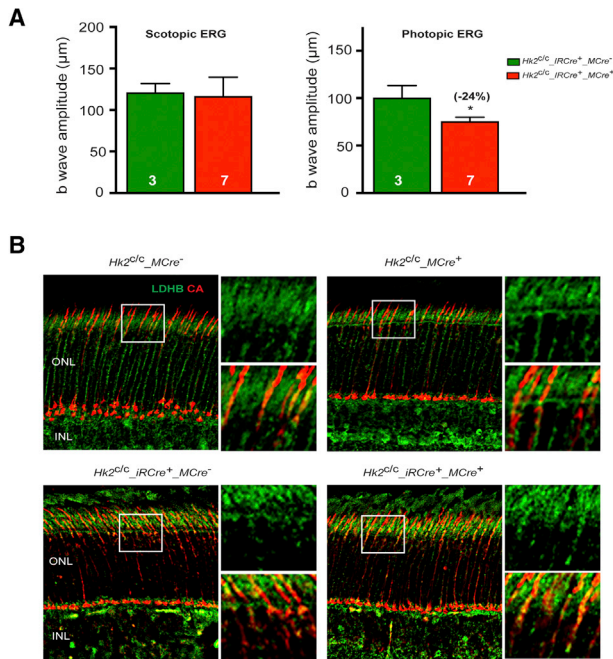 A
Scotopic ERG
b wave amplitude (µm)
200
150
100
50
0
3
7
Photopic ERG
b wave amplitude (µm)
150
100
50
0
(-24%)
*
3
7
Hk2c/c_IRCre+_MCre-
Hk2c/c_IRCre+_MCre+
B
Hk2c/c_MCre-
Hk2c/c_MCre+
LDHB CA
ONL
INL
Hk2c/c_iRCre+_MCre-
Hk2c/c_iRCre+_MCre+
ONL
INL